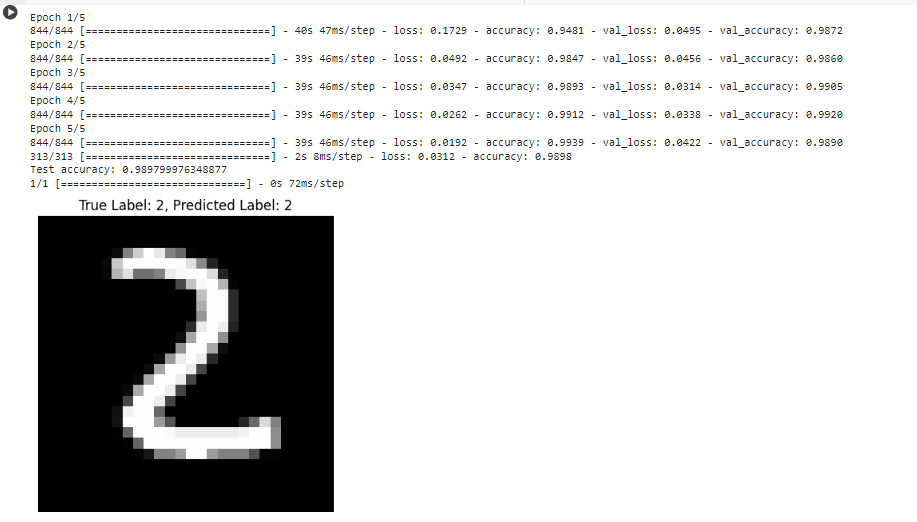 Epoch 1/5
844/844 [==============================] - 40s 47ms/step - loss: 0.1729 - accuracy: 0.9481 - val_loss: 0.0495 - val_accuracy: 0.9872
Epoch 2/5
844/844 [==============================] - 39s 46ms/step - loss: 0.0492 - accuracy: 0.9847 - val_loss: 0.0456 - val_accuracy: 0.9860
Epoch 3/5
844/844 [==============================] - 39s 46ms/step - loss: 0.0347 - accuracy: 0.9893 - val_loss: 0.0314 - val_accuracy: 0.9905
Epoch 4/5
844/844 [==============================] - 39s 46ms/step - loss: 0.0262 - accuracy: 0.9912 - val_loss: 0.0338 - val_accuracy: 0.9920
Epoch 5/5
844/844 [==============================] - 39s 46ms/step - loss: 0.0192 - accuracy: 0.9939 - val_loss: 0.0422 - val_accuracy: 0.9890
313/313 [==============================] - 2s 8ms/step - loss: 0.0312 - accuracy: 0.9898
Test accuracy: 0.989799976348877
1/1 [==============================] - 0s 72ms/step
True Label: 2, Predicted Label: 2
2